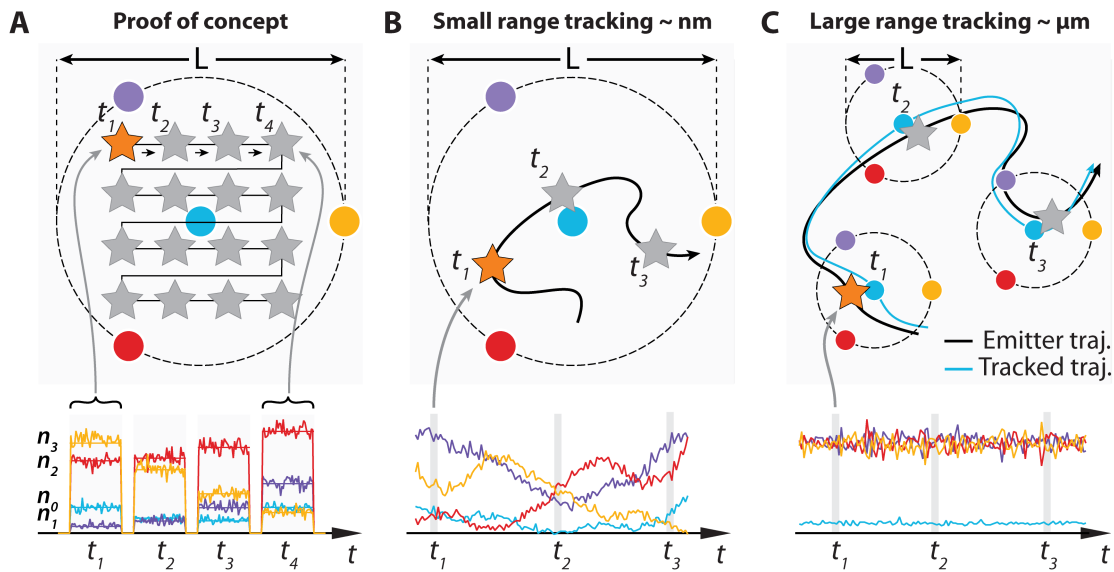 A Proof of concept
L
t1 t2 t3 t4
n3
n2
n0
n1
t1 t2 t3 t4 t
B Small range tracking ~ nm
L
t2
t1
t3
t1 t2 t3 t
C Large range tracking ~ μm
L
t2
t1
t3
Emitter traj.
Tracked traj.
t1 t2 t3 t